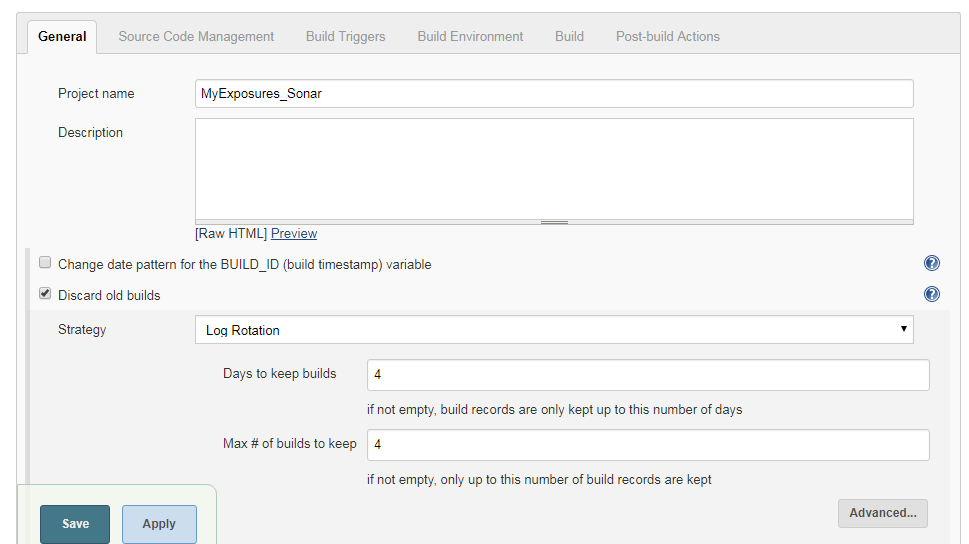 General Source Code Management Build Triggers Build Environment Build Post-build Actions
Project name MyExposures_Sonar
Description
[Raw HTML] Preview
Change date pattern for the BUILD_ID (build timestamp) variable ?
Discard old builds ?
Strategy Log Rotation
Days to keep builds 4
if not empty, build records are only kept up to this number of days
Max # of builds to keep 4
if not empty, only up to this number of build records are kept
Advanced...
Save Apply